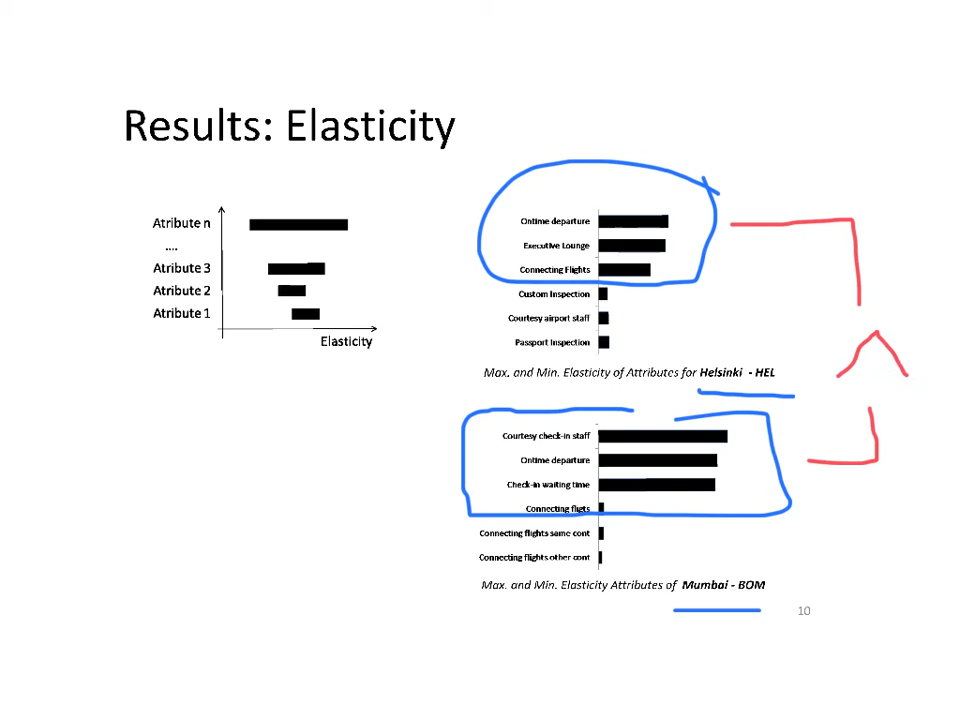 Results: Elasticity
Atribute n
....
Atribute 3
Atribute 2
Atribute 1
Elasticity
Ontime departure
Executive Lounge
Connecting Flights
Custom Inspection
Courtesy airport staff
Passport Inspection
Max. and Min. Elasticity of Attributes for Helsinki - HEL
Courtesy check-in staff
Ontime departure
Check-in waiting time
Connecting fligts
Connecting flights same cont
Connecting flights other cont
Max. and Min. Elasticity Attributes of Mumbai - BOM
10